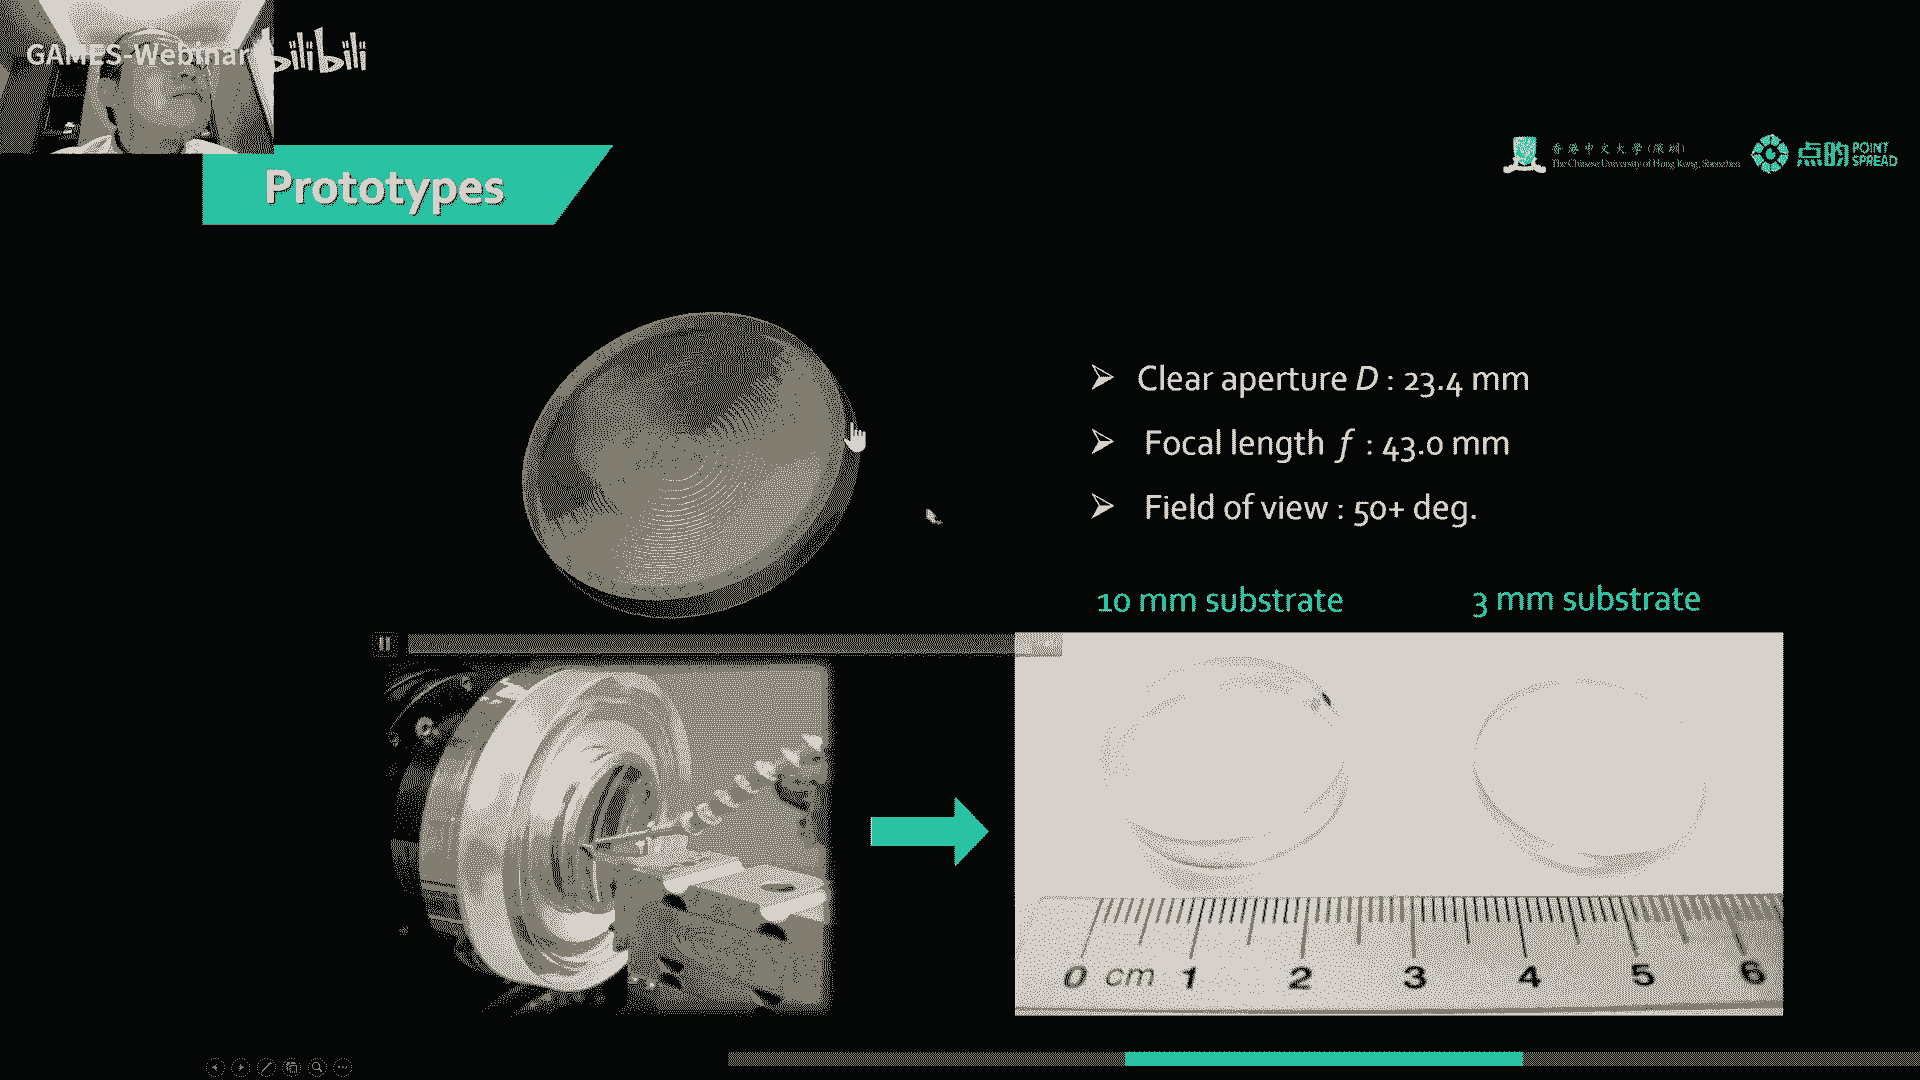 GAMES-Webinar
bilibili
香港中文大學(深圳)
The Chinese University of Hong Kong, Shenzhen
点昀 POINT
SPREAD
Prototypes
Clear aperture D : 23.4 mm
Focal length f : 43.0 mm
Field of view : 50+ deg.
10 mm substrate
3 mm substrate
0 cm 1 2 3 4 5 6